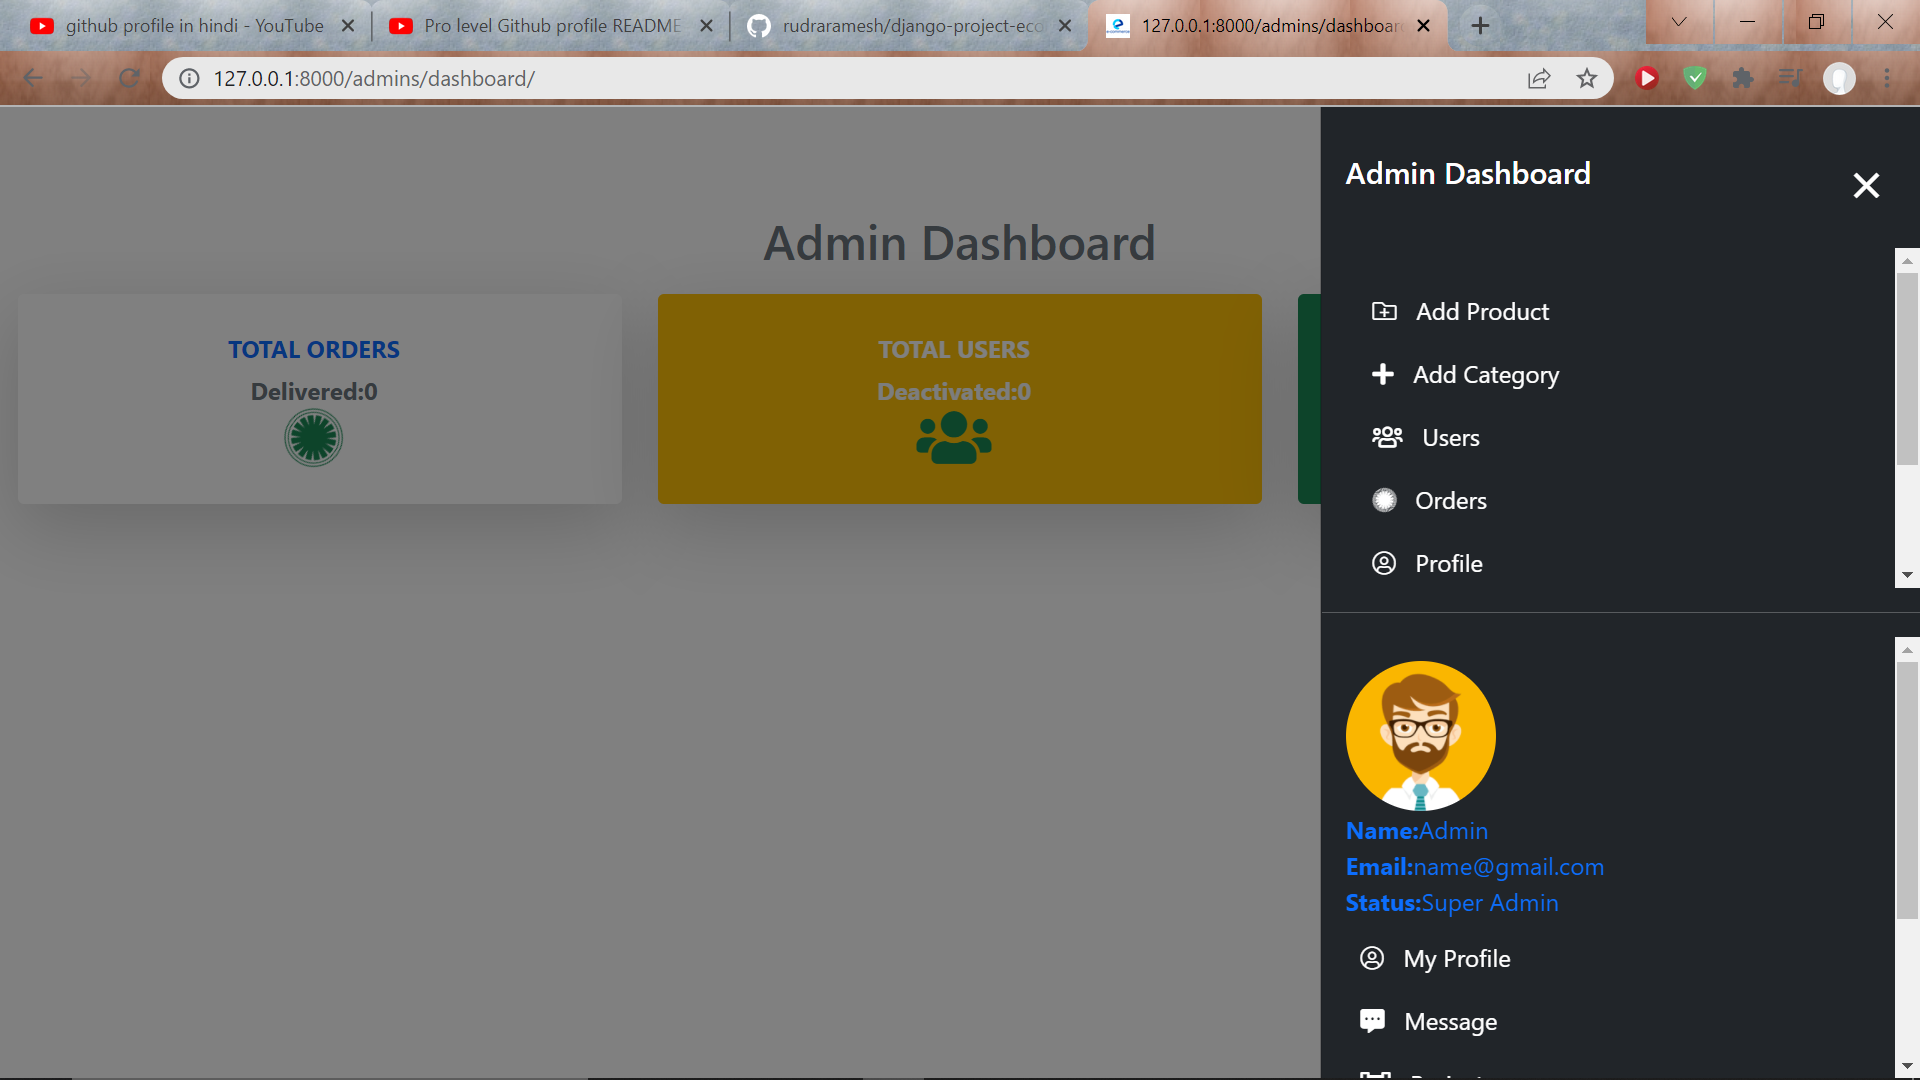 github profile in hindi - YouTube
Pro level Github profile README
rudraramesh/django-project-eco
127.0.0.1:8000/admins/dashboar
127.0.0.1:8000/admins/dashboard/
Admin Dashboard
TOTAL ORDERS
Delivered:0
TOTAL USERS
Deactivated:0
Admin Dashboard
Add Product
Add Category
Users
Orders
Profile
Name:Admin
Email:name@gmail.com
Status:Super Admin
My Profile
Message